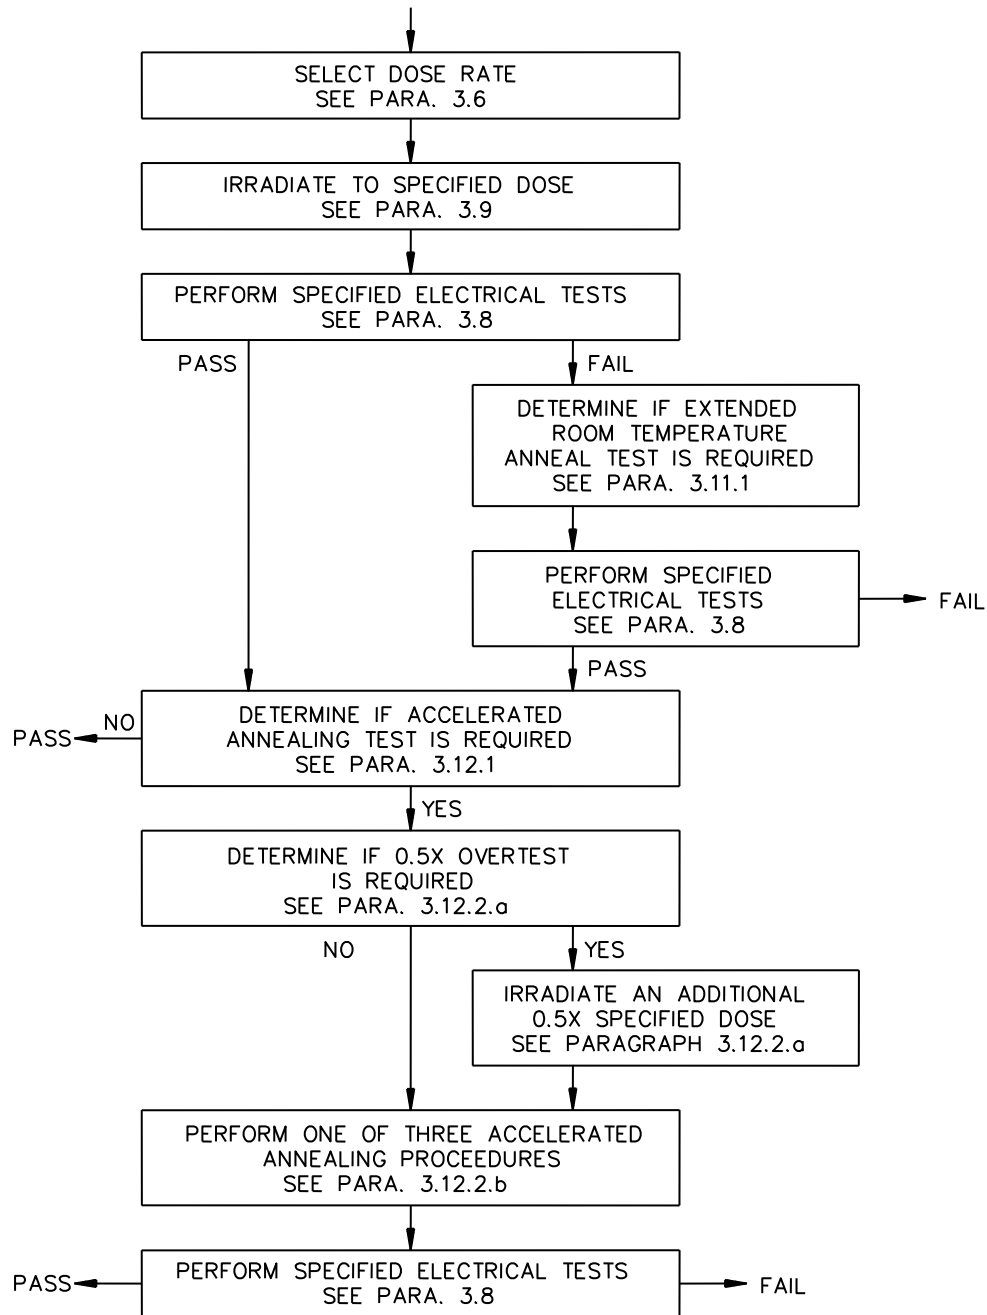 SELECT DOSE RATE
SEE PARA. 3.6
IRRADIATE TO SPECIFIED DOSE
SEE PARA. 3.9
PERFORM SPECIFIED ELECTRICAL TESTS
SEE PARA. 3.8
PASS
FAIL
DETERMINE IF EXTENDED
ROOM TEMPERATURE
ANNEAL TEST IS REQUIRED
SEE PARA. 3.11.1
PERFORM SPECIFIED
ELECTRICAL TESTS
SEE PARA. 3.8
FAIL
PASS
DETERMINE IF ACCELERATED
ANNEALING TEST IS REQUIRED
SEE PARA. 3.12.1
NO
PASS
YES
DETERMINE IF 0.5X OVERTEST
IS REQUIRED
SEE PARA. 3.12.2.a
NO
YES
IRRADIATE AN ADDITIONAL
0.5X SPECIFIED DOSE
SEE PARAGRAPH 3.12.2.a
PERFORM ONE OF THREE ACCELERATED
ANNEALING PROCEEDURES
SEE PARA. 3.12.2.b
PASS
PERFORM SPECIFIED ELECTRICAL TESTS
SEE PARA. 3.8
FAIL